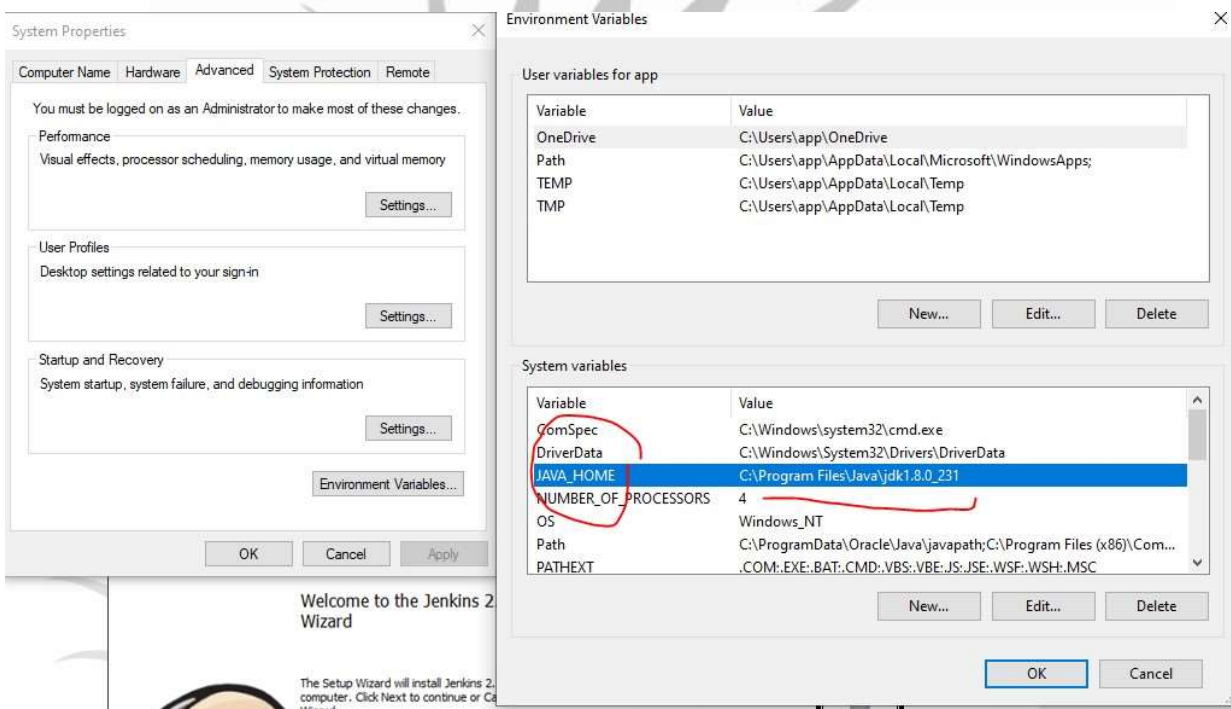 System Properties
Computer Name Hardware Advanced System Protection Remote
You must be logged on as an Administrator to make most of these changes.
Performance
Visual effects, processor scheduling, memory usage, and virtual memory
Settings...
User Profiles
Desktop settings related to your sign-in
Settings...
Startup and Recovery
System startup, system failure, and debugging information
Settings...
Environment Variables...
OK Cancel Apply
Environment Variables
User variables for app
Variable Value
OneDrive C:\Users\app\OneDrive
Path C:\Users\app\AppData\Local\Microsoft\WindowsApps;
TEMP C:\Users\app\AppData\Local\Temp
TMP C:\Users\app\AppData\Local\Temp
New... Edit... Delete
System variables
Variable Value
ComSpec C:\Windows\system32\cmd.exe
DriverData C:\Windows\System32\Drivers\DriverData
JAVA_HOME C:\Program Files\Java\jdk1.8.0_231
NUMBER_OF_PROCESSORS 4
OS Windows_NT
Path C:\ProgramData\Oracle\Java\javapath;C:\Program Files (x86)\Com...
PATHEXT .COM;.EXE;.BAT;.CMD;.VBS;.VBE;.JS;.JSE;.WSF;.WSH;.MSC
New... Edit... Delete
OK Cancel
Welcome to the Jenkins 2.
Wizard
The Setup Wizard will install Jenkins 2.
computer. Click Next to continue or Ca